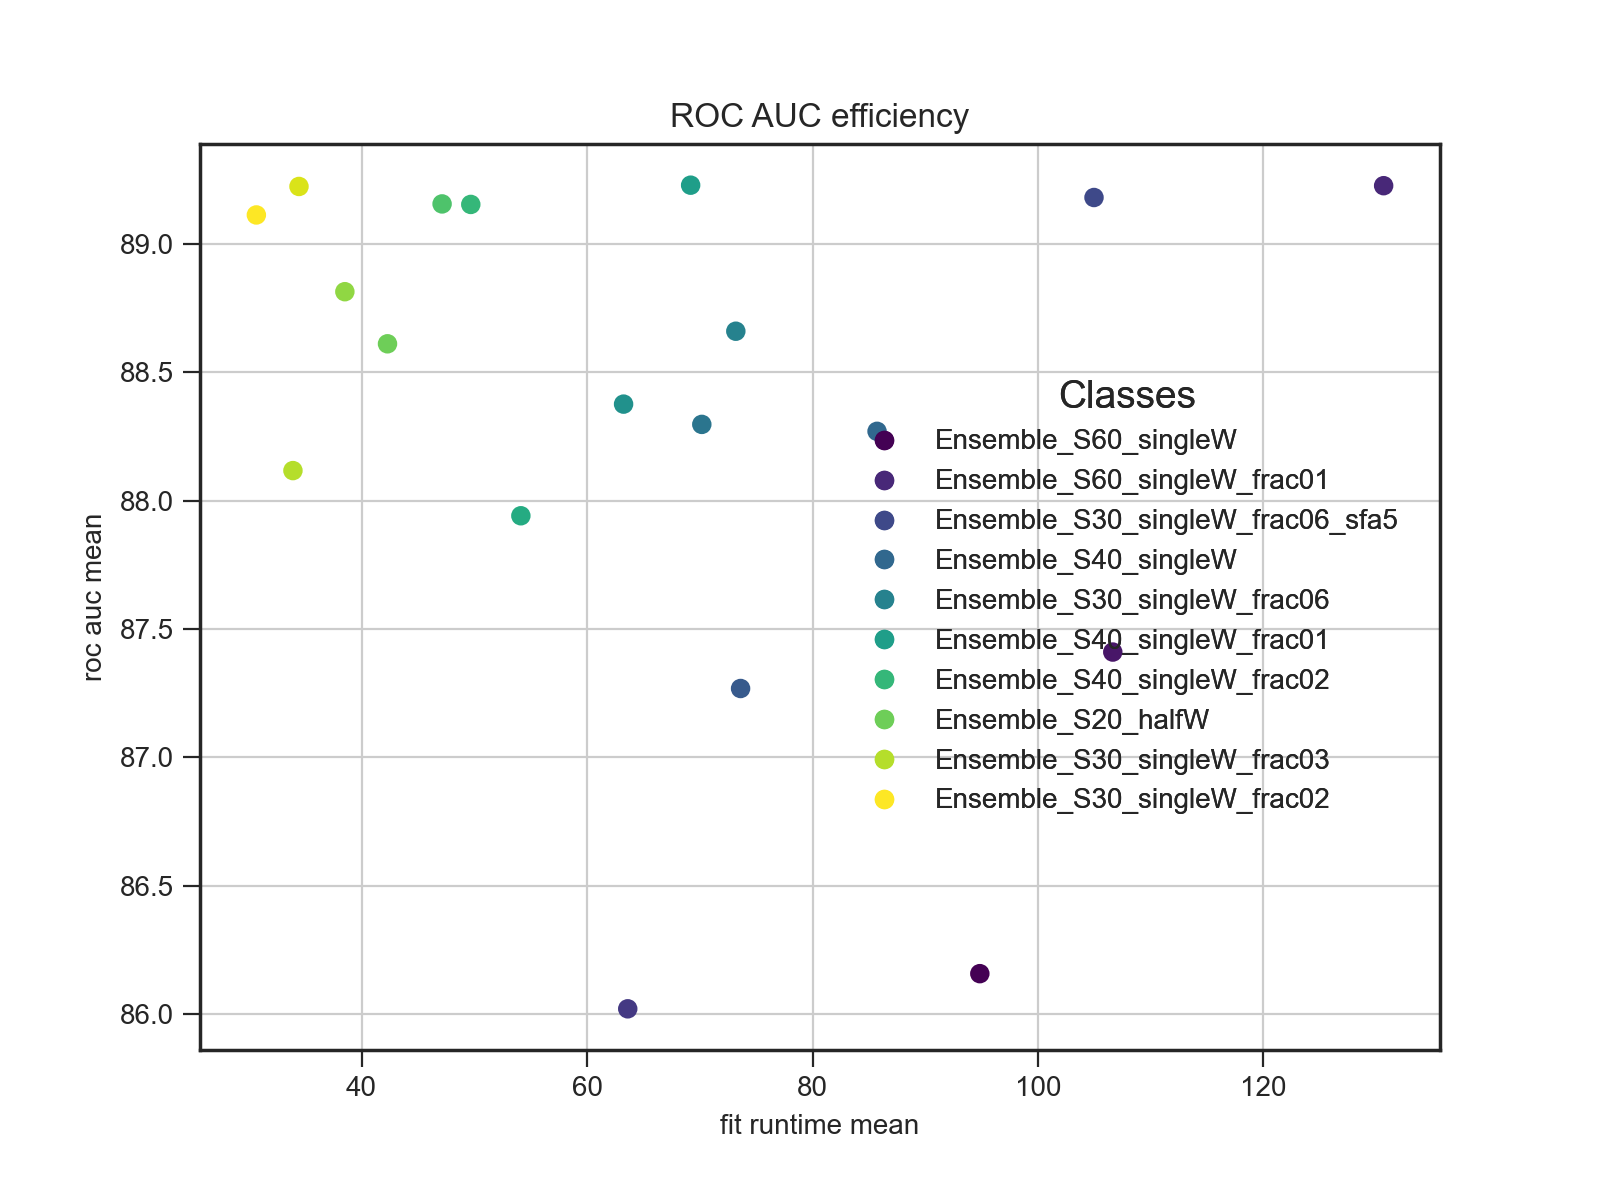 ROC AUC efficiency
89.0
88.5
88.0
87.5
87.0
86.5
86.0
roc auc mean
Classes
Ensemble_S60_singleW
Ensemble_S60_singleW_frac01
Ensemble_S30_singleW_frac06_sfa5
Ensemble_S40_singleW
Ensemble_S30_singleW_frac06
Ensemble_S40_singleW_frac01
Ensemble_S40_singleW_frac02
Ensemble_S20_halfW
Ensemble_S30_singleW_frac03
Ensemble_S30_singleW_frac02
40 60 80 100 120
fit runtime mean